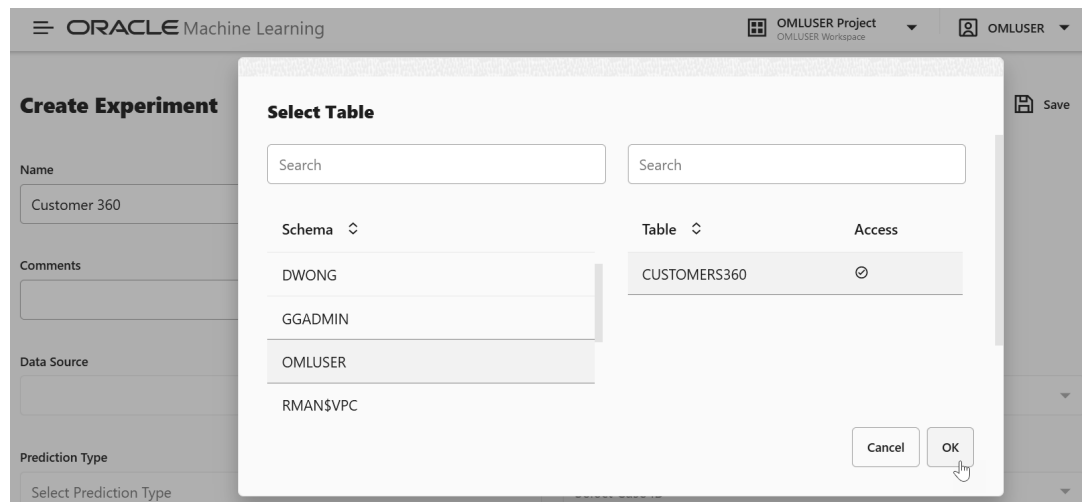 ORACLE Machine Learning
OMLUSER Project
OMLUSER Workspace
OMLUSER
Create Experiment
Save
Name
Customer 360
Comments
Data Source
Prediction Type
Select Prediction Type
Select Table
Search
Search
Schema
Table
Access
DWONG
CUSTOMERS360
GGADMIN
OMLUSER
RMAN$VPC
Cancel
OK